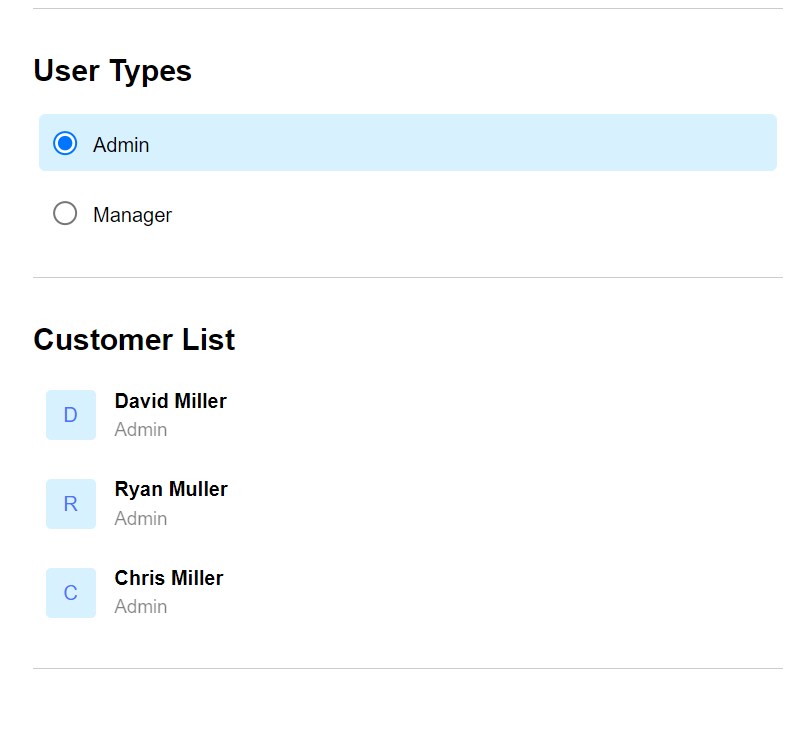 User Types
Admin
Manager
Customer List
D
David Miller
Admin
R
Ryan Muller
Admin
C
Chris Miller
Admin